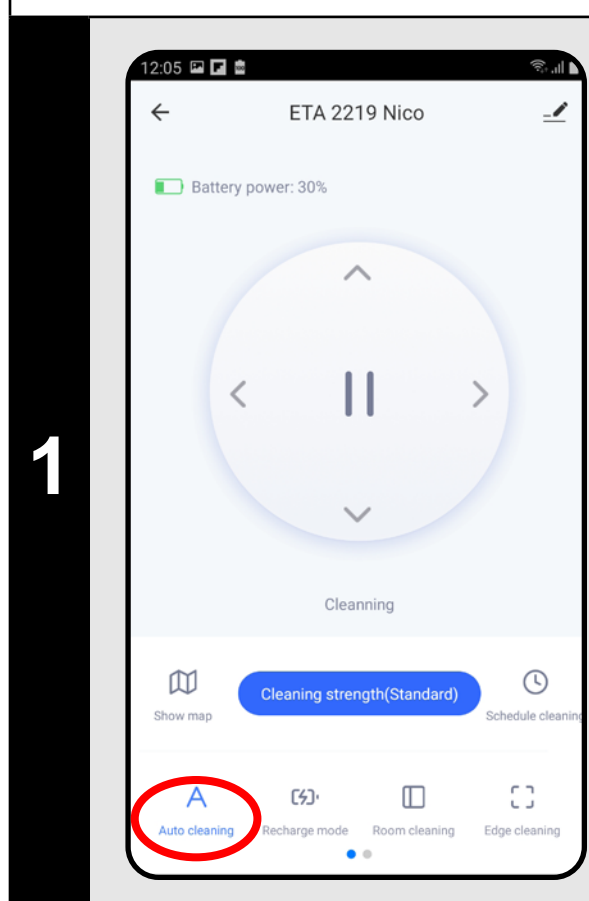 12:05
ETA 2219 Nico
Battery power: 30%
1
Cleanning
Cleaning strength(Standard)
Show map
Schedule cleaning
A
Auto cleaning
Recharge mode
Room cleaning
Edge cleaning